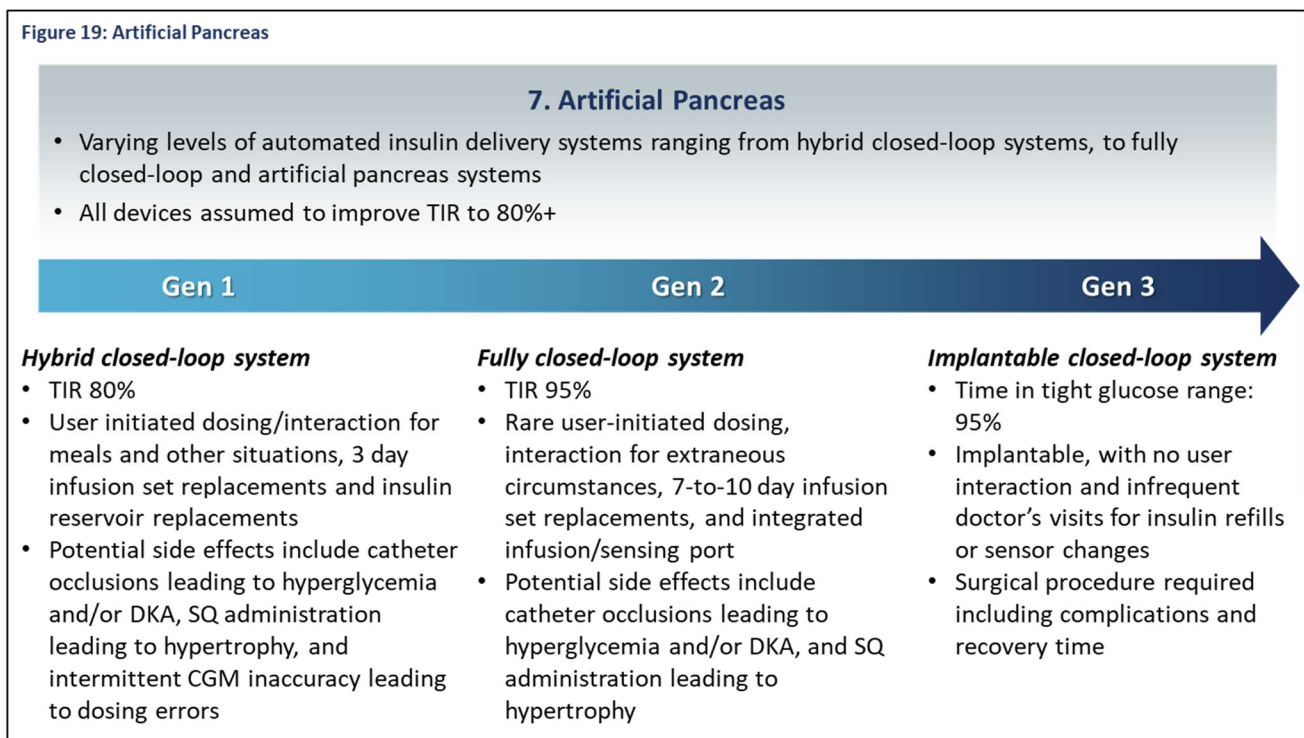 Figure 19: Artificial Pancreas
7. Artificial Pancreas
• Varying levels of automated insulin delivery systems ranging from hybrid closed-loop systems, to fully
closed-loop and artificial pancreas systems
• All devices assumed to improve TIR to 80%+
Gen 1
Gen 2
Gen 3
Hybrid closed-loop system
• TIR 80%
• User initiated dosing/interaction for
meals and other situations, 3 day
infusion set replacements and insulin
reservoir replacements
• Potential side effects include catheter
occlusions leading to hyperglycemia
and/or DKA, SQ administration
leading to hypertrophy, and
intermittent CGM inaccuracy leading
to dosing errors
Fully closed-loop system
• TIR 95%
• Rare user-initiated dosing,
interaction for extraneous
circumstances, 7-to-10 day infusion
set replacements, and integrated
infusion/sensing port
• Potential side effects include
catheter occlusions leading to
hyperglycemia and/or DKA, and SQ
administration leading to
hypertrophy
Implantable closed-loop system
• Time in tight glucose range:
95%
• Implantable, with no user
interaction and infrequent
doctor's visits for insulin refills
or sensor changes
• Surgical procedure required
including complications and
recovery time